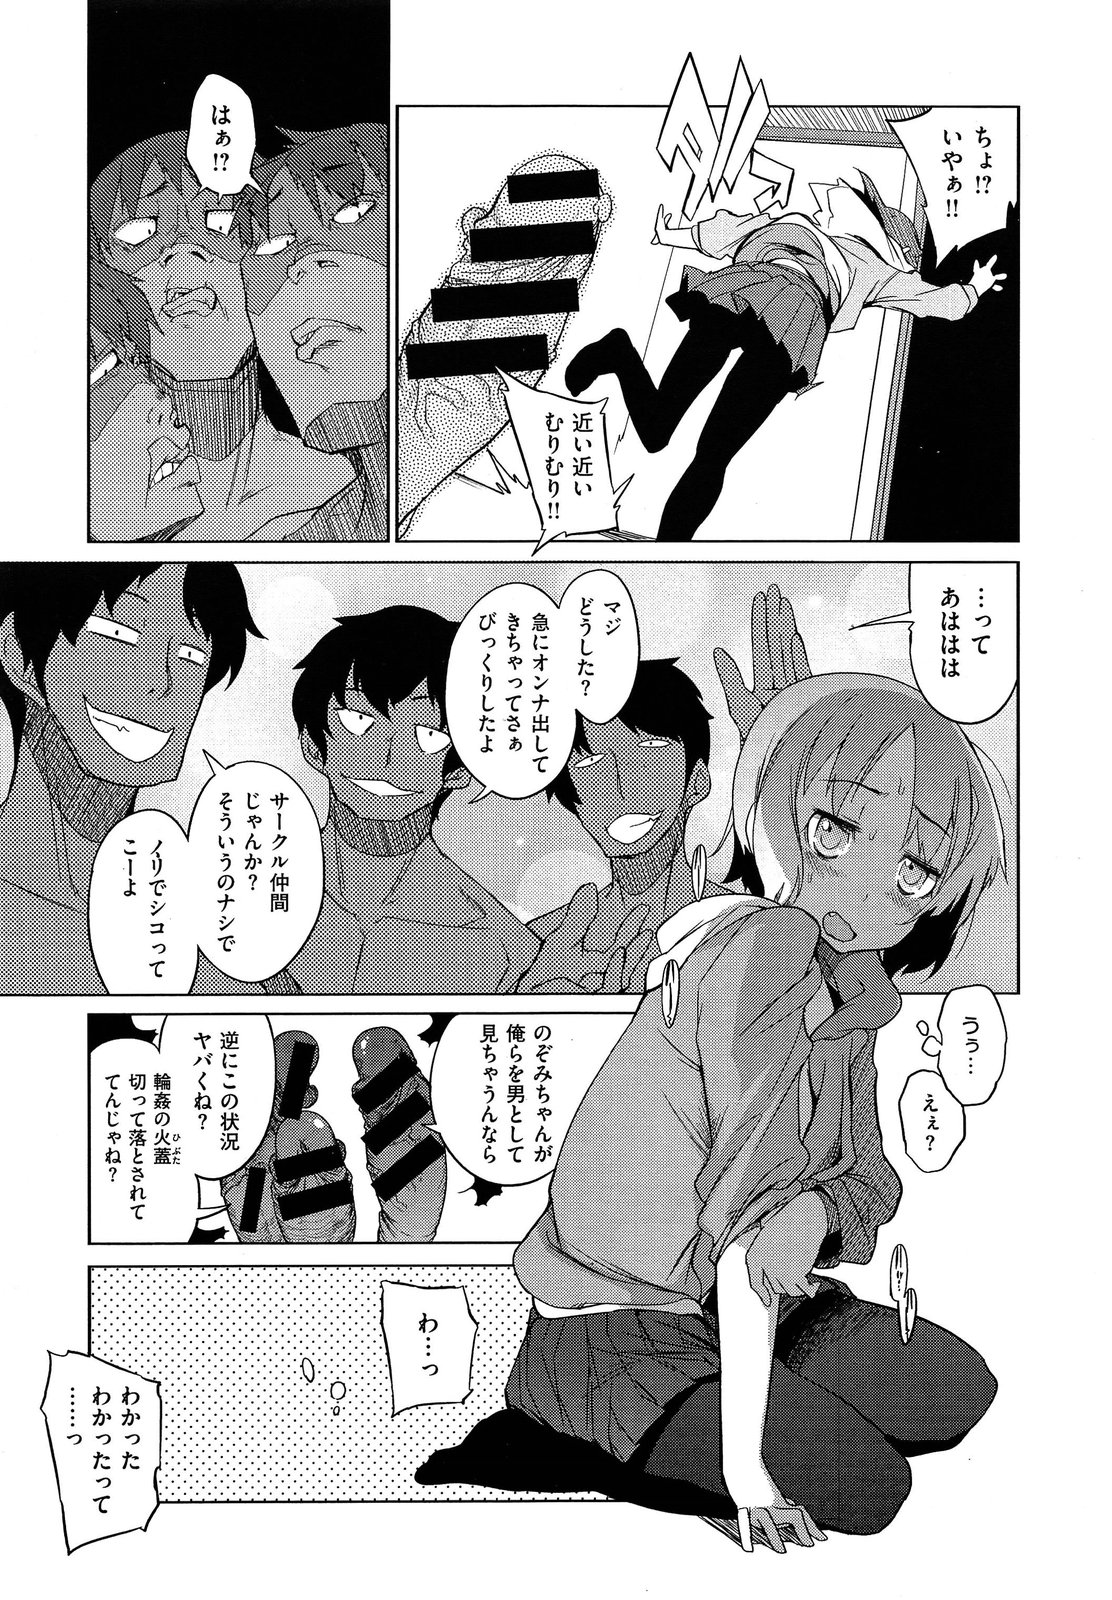 ちょ!?
いやぁ!!
近い近い
むりむり!!
はぁ!?
…って
あははは
マジ
どうした?
急にオンナ出して
きちゃってさぁ
びっくりしたよ
サークル仲間
じゃんか?
そういうのナシで
ノリでシコって
こーよ
うぅ…
えぇ?
のぞみちゃんが
俺らを男として
見ちゃうんなら
逆にこの状況
ヤバくね?
輪姦の火蓋
ひぶた
切って落とされて
てんじゃね?
わ…っ
わかった
わかったって
……っ